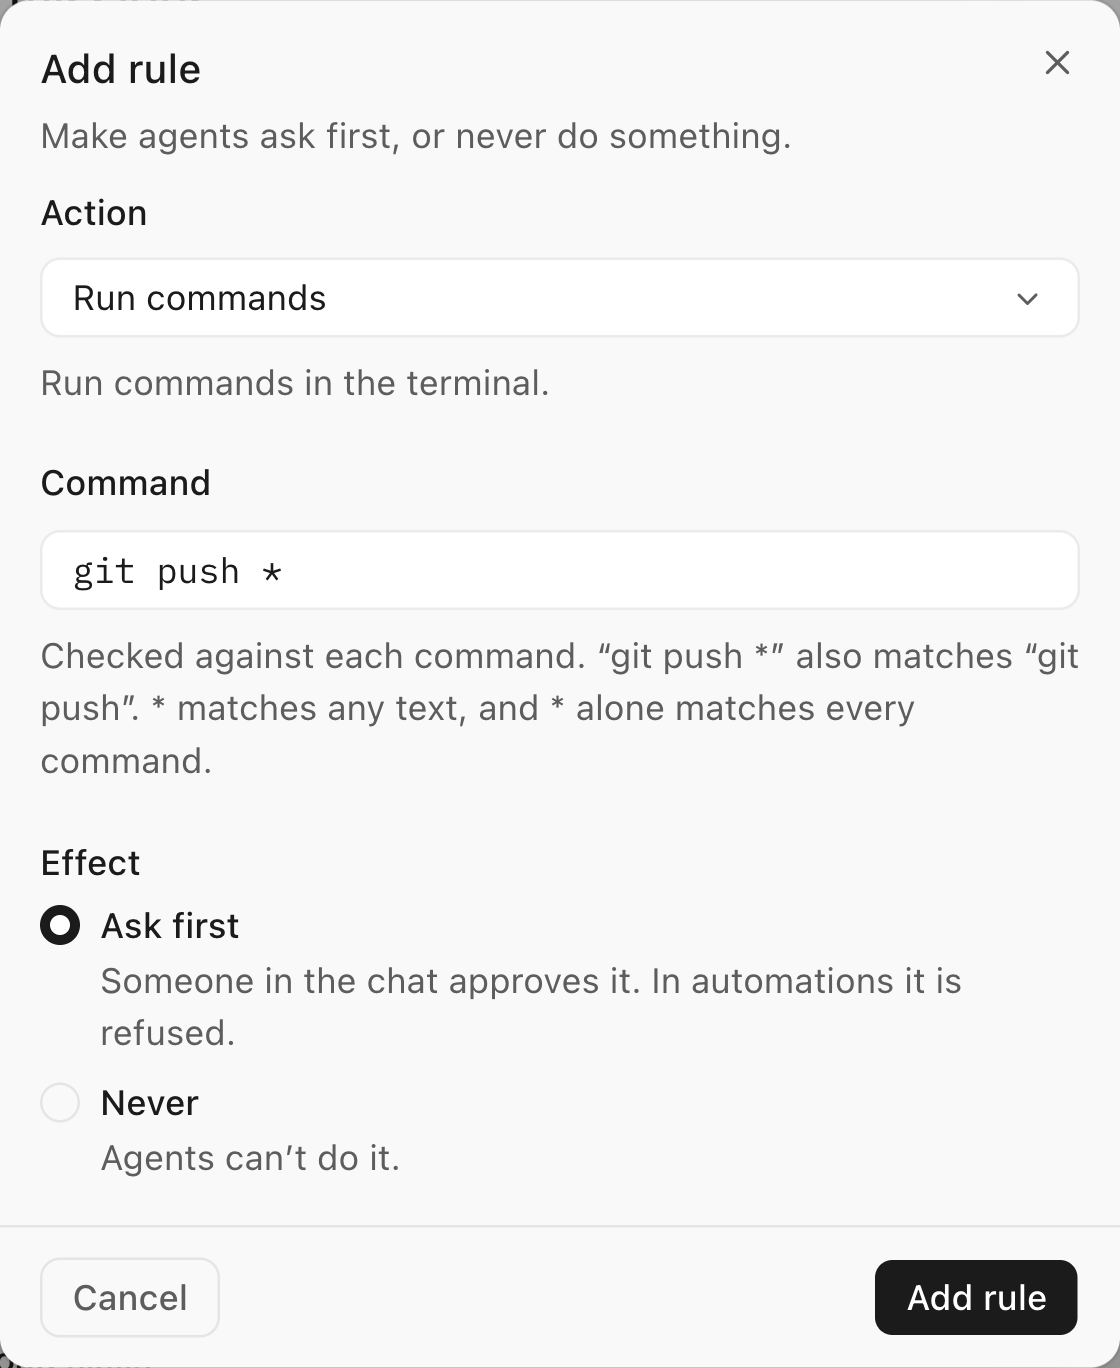 Add rule
Make agents ask first, or never do something.
Action
Run commands
Run commands in the terminal.
Command
git push *
Checked against each command. “git push *” also matches “git
push”. * matches any text, and * alone matches every
command.
Effect
Ask first
Someone in the chat approves it. In automations it is
refused.
Never
Agents can’t do it.
Cancel
Add rule